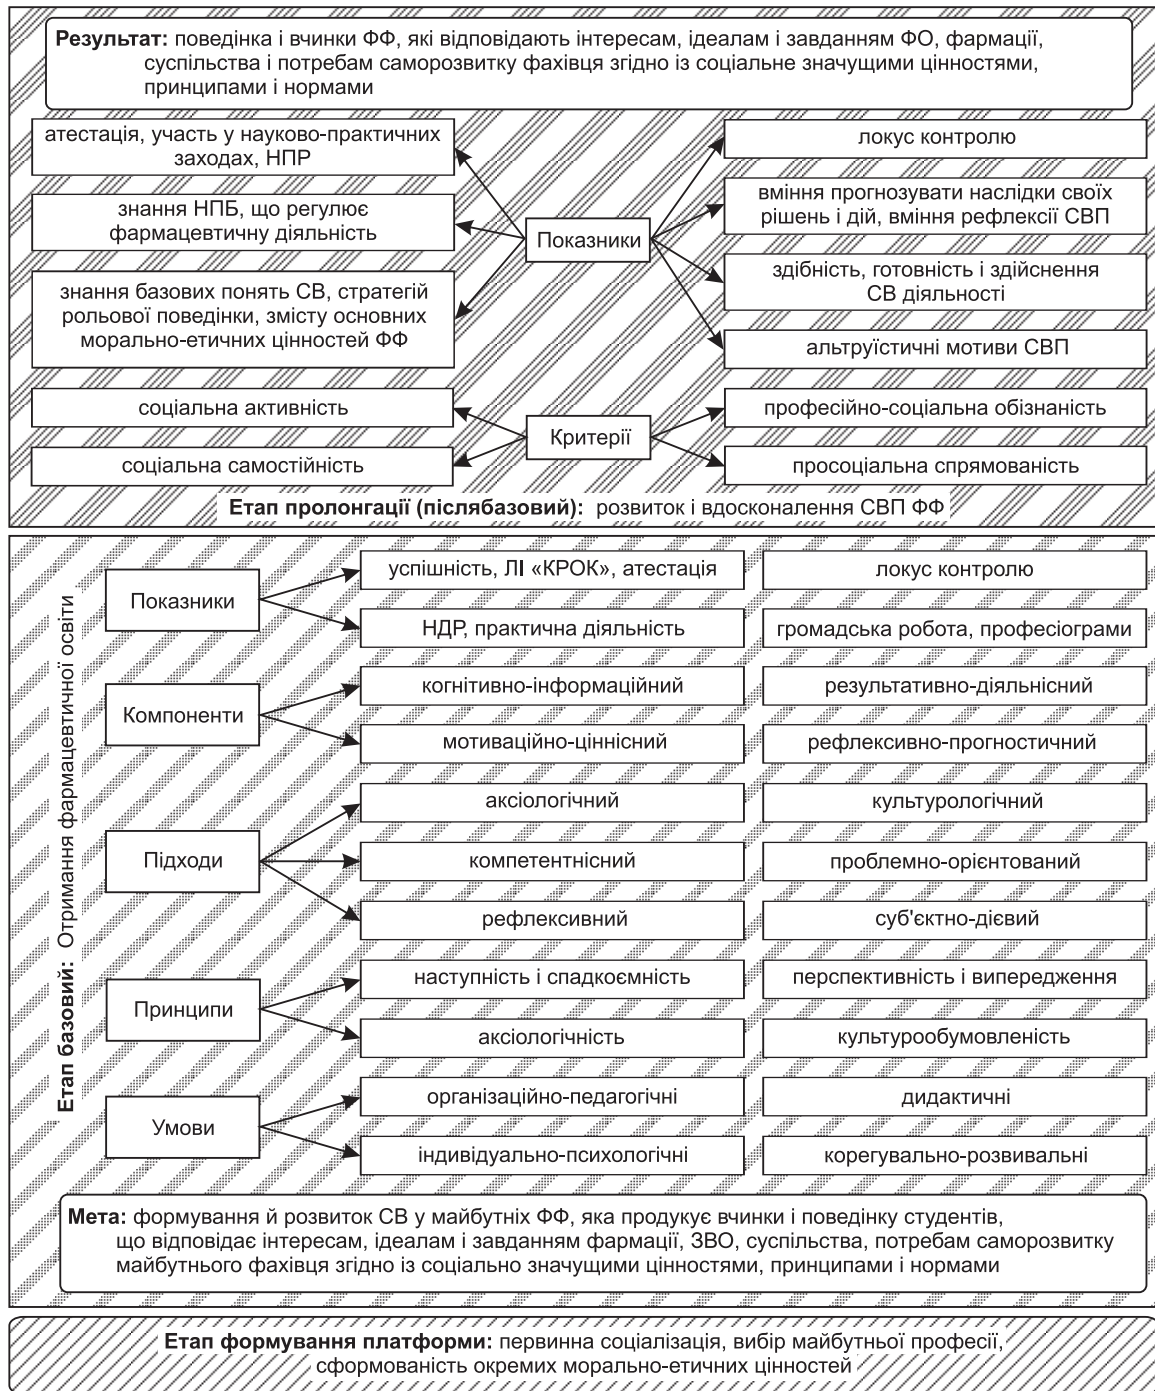 Результат: поведінка і вчинки ФФ, які відповідають інтересам, ідеалам і завданням ФО, фармації,
суспільства і потребам саморозвитку фахівця згідно із соціальне значущими цінностями,
принципами і нормами
атестація, участь у науково-практичних
заходах, НПР
знання НПБ, що регулює
фармацевтичну діяльність
знання базових понять СВ, стратегій
рольової поведінки, змісту основних
морально-етичних цінностей ФФ
Показники
локус контролю
вміння прогнозувати наслідки своїх
рішень і дій, вміння рефлексії СВП
здібність, готовність і здійснення
СВ діяльності
альтруїстичні мотиви СВП
соціальна активність
соціальна самостійність
Критерії
професійно-соціальна обізнаність
просоціальна спрямованість
Етап пролонгації (післябазовий): розвиток і вдосконалення СВП ФФ
Етап базовий: Отримання фармацевтичної освіти
Показники
успішність, ЛІ «КРОК», атестація
локус контролю
НДР, практична діяльність
громадська робота, професіограми
Компоненти
когнітивно-інформаційний
результативно-діяльнісний
мотиваційно-ціннісний
рефлексивно-прогностичний
Підходи
аксіологічний
культурологічний
компетентнісний
проблемно-орієнтований
рефлексивний
суб'єктно-дієвий
Принципи
наступність і спадкоємність
перспективність і випередження
аксіологічність
культурообумовленість
Умови
організаційно-педагогічні
дидактичні
індивідуально-психологічні
корегувально-розвивальні
Мета: формування й розвиток СВ у майбутніх ФФ, яка продукує вчинки і поведінку студентів,
що відповідає інтересам, ідеалам і завданням фармації, ЗВО, суспільства, потребам саморозвитку
майбутнього фахівця згідно із соціально значущими цінностями, принципами і нормами
Етап формування платформи: первинна соціалізація, вибір майбутньої професії,
сформованість окремих морально-етичних цінностей